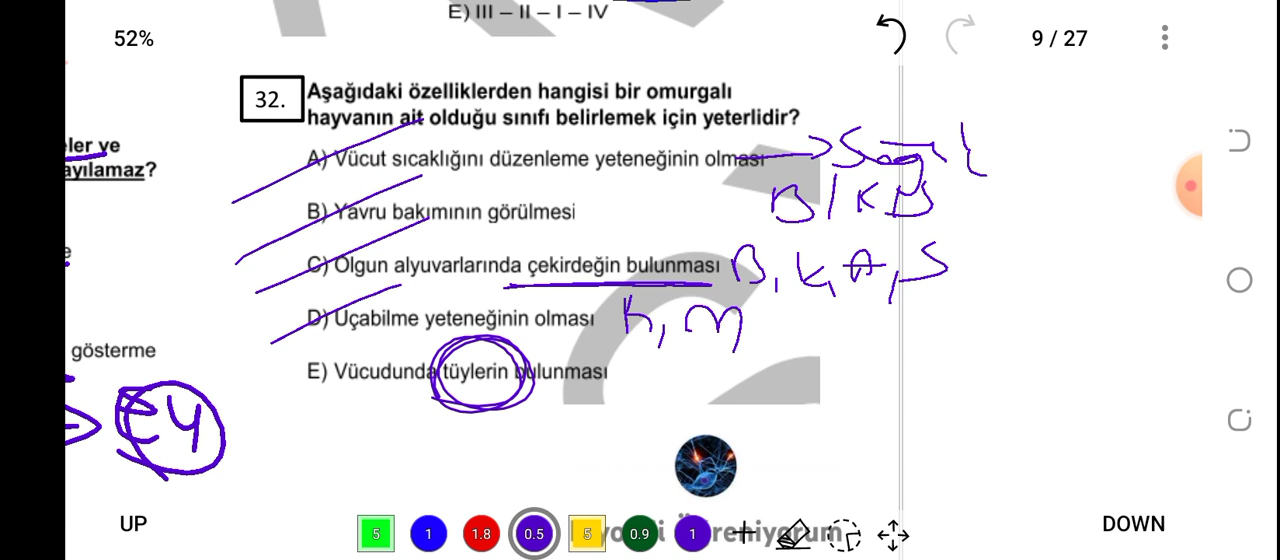 E) III – II – I – IV
52%
9 / 27
32.
Aşağıdaki özelliklerden hangisi bir omurgalı
hayvanın ait olduğu sınıfı belirlemek için yeterlidir?
eler ve
ayılamaz?
A) Vücut sıcaklığını düzenleme yeteneğinin olması
B) Yavru bakımının görülmesi
B, K, A, S
C) Olgun alyuvarlarında çekirdeğin bulunması
D) Uçabilme yeteneğinin olması
K, M
gösterme
E) Vücudunda tüylerin bulunması
UP
5
1
1.8
0.5
5
0.9
1
DOWN